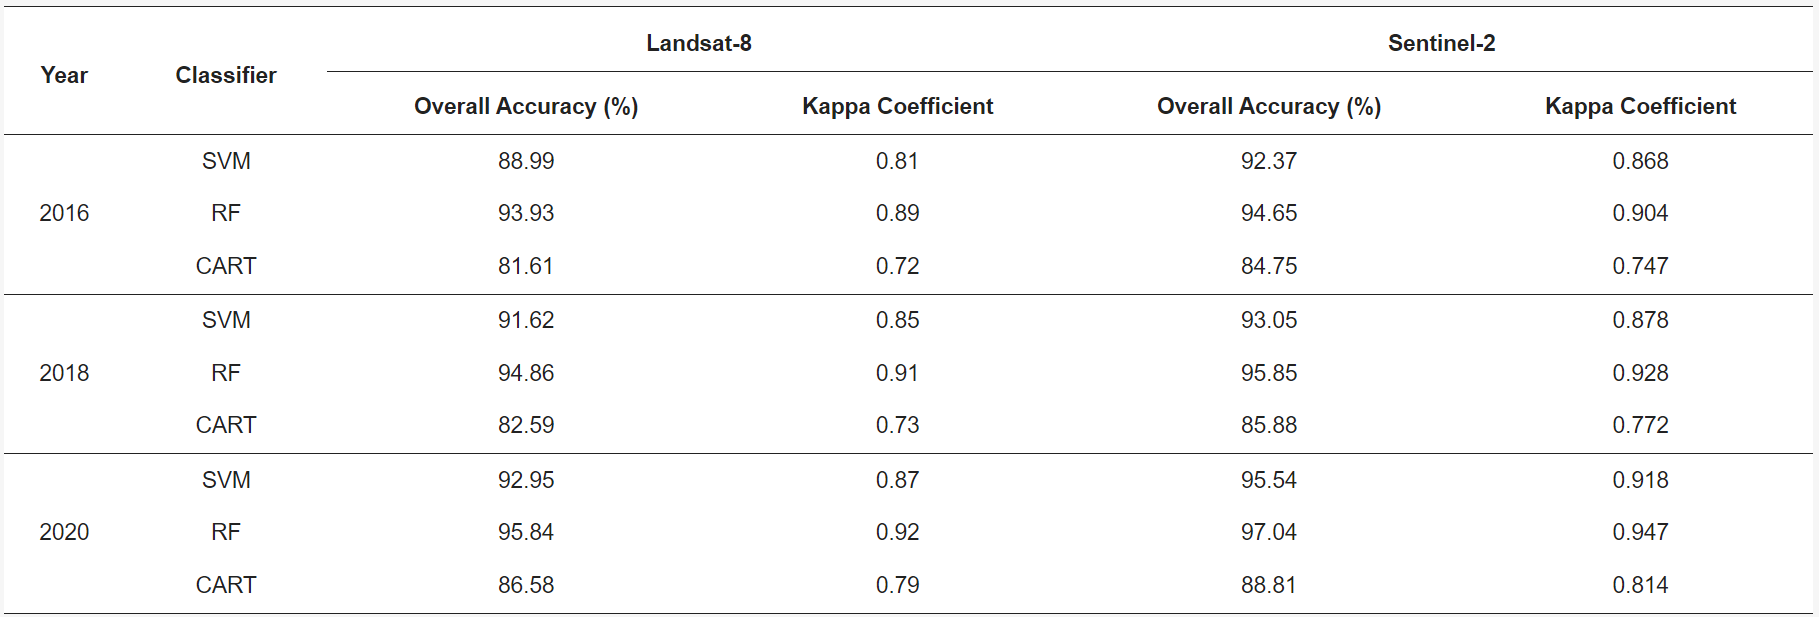 Landsat-8 Sentinel-2
Year Classifier
Overall Accuracy (%) Kappa Coefficient Overall Accuracy (%) Kappa Coefficient
SVM 88.99 0.81 92.37 0.868
2016 RF 93.93 0.89 94.65 0.904
CART 81.61 0.72 84.75 0.747
SVM 91.62 0.85 93.05 0.878
2018 RF 94.86 0.91 95.85 0.928
CART 82.59 0.73 85.88 0.772
SVM 92.95 0.87 95.54 0.918
2020 RF 95.84 0.92 97.04 0.947
CART 86.58 0.79 88.81 0.814